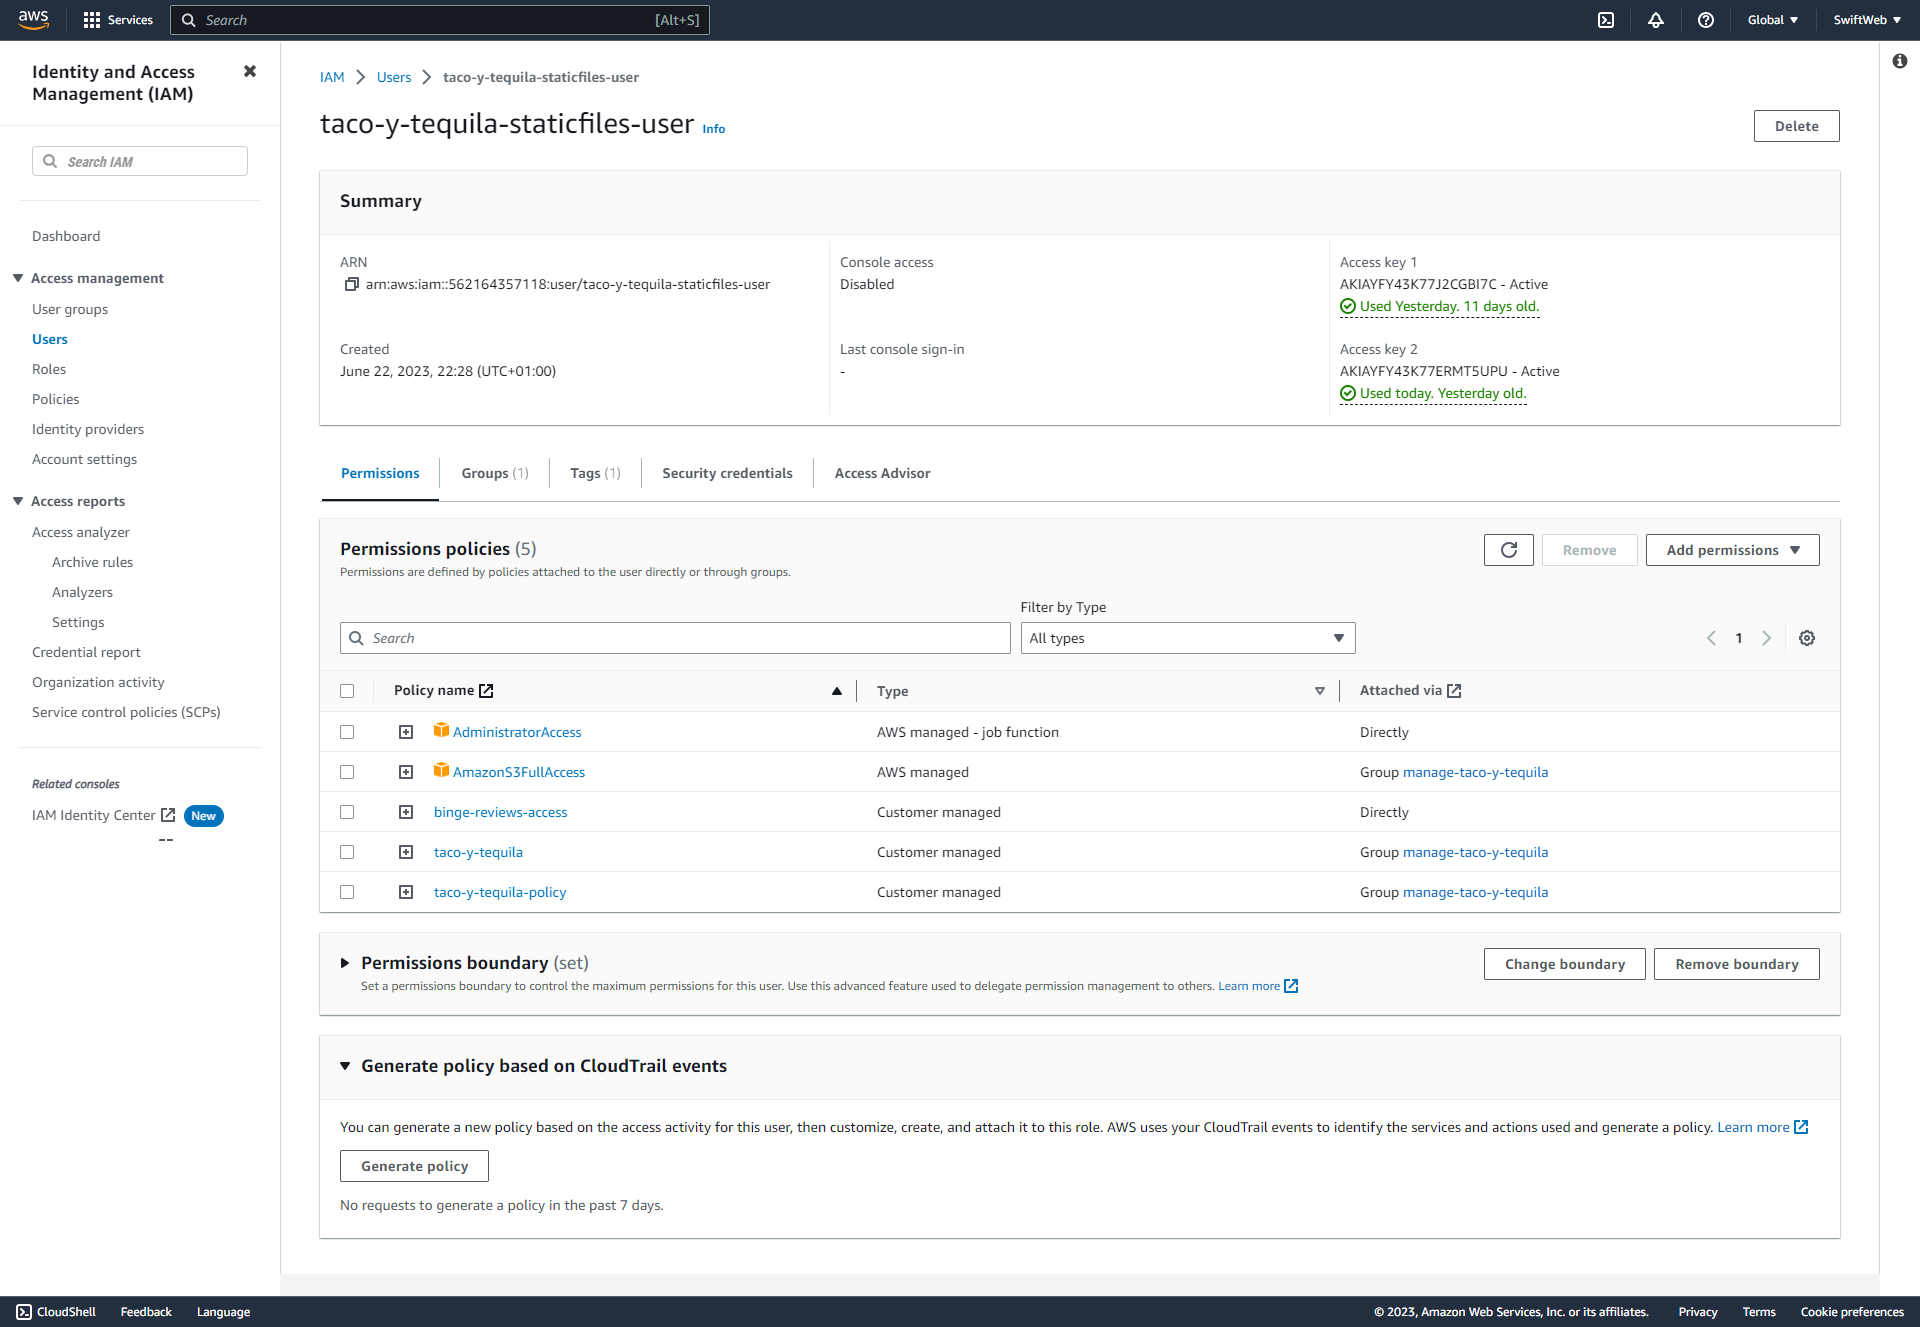 aws
Services
Search
[Alt+S]
Global
SwiftWeb
Identity and Access
Management (IAM)
Search IAM
Dashboard
Access management
User groups
Users
Roles
Policies
Identity providers
Account settings
Access reports
Access analyzer
Archive rules
Analyzers
Settings
Credential report
Organization activity
Service control policies (SCPs)
Related consoles
IAM Identity Center New
IAM > Users > taco-y-tequila-staticfiles-user
taco-y-tequila-staticfiles-user Info
Delete
Summary
ARN
arn:aws:iam::562164357118:user/taco-y-tequila-staticfiles-user
Console access
Disabled
Access key 1
AKIAYFY43K77J2CGBI7C - Active
Used Yesterday. 11 days old.
Created
June 22, 2023, 22:28 (UTC+01:00)
Last console sign-in
-
Access key 2
AKIAYFY43K77ERMT5UPU - Active
Used today. Yesterday old.
Permissions
Groups (1)
Tags (1)
Security credentials
Access Advisor
Permissions policies (5)
Permissions are defined by policies attached to the user directly or through groups.
Remove
Add permissions
Filter by Type
Search
All types
1
Policy name
Type
Attached via
AdministratorAccess AWS managed - job function Directly
AmazonS3FullAccess AWS managed Group manage-taco-y-tequila
binge-reviews-access Customer managed Directly
taco-y-tequila Customer managed Group manage-taco-y-tequila
taco-y-tequila-policy Customer managed Group manage-taco-y-tequila
Permissions boundary (set)
Set a permissions boundary to control the maximum permissions for this user. Use this advanced feature used to delegate permission management to others. Learn more
Change boundary
Remove boundary
Generate policy based on CloudTrail events
You can generate a new policy based on the access activity for this user, then customize, create, and attach it to this role. AWS uses your CloudTrail events to identify the services and actions used and generate a policy. Learn more
Generate policy
No requests to generate a policy in the past 7 days.
CloudShell
Feedback
Language
© 2023, Amazon Web Services, Inc. or its affiliates.
Privacy
Terms
Cookie preferences